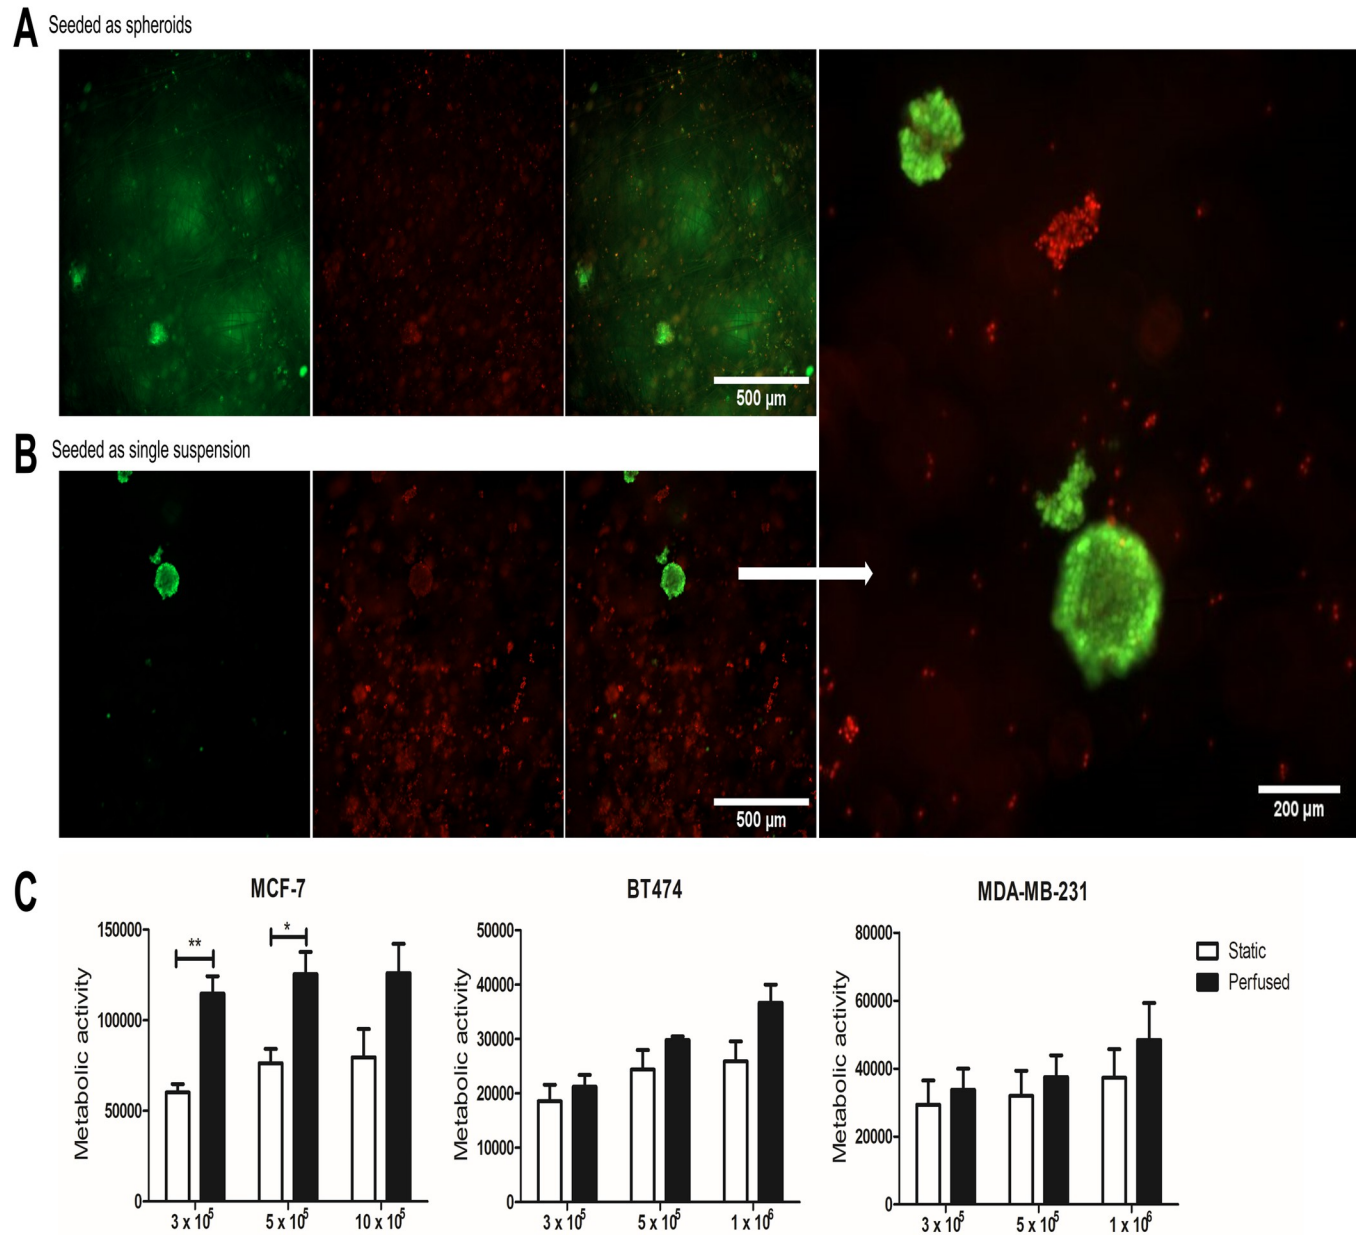 A Seeded as spheroids
500 µm
B Seeded as single suspension
500 µm
200 µm
C
MCF-7
BT474
MDA-MB-231
**
*
Static
Perfused
Metabolic activity
150000
100000
50000
0
3 x 10⁵
5 x 10⁵
10 x 10⁵
Metabolic activity
50000
40000
30000
20000
10000
0
3 x 10⁵
5 x 10⁵
1 x 10⁶
Metabolic activity
80000
60000
40000
20000
0
3 x 10⁵
5 x 10⁵
1 x 10⁶